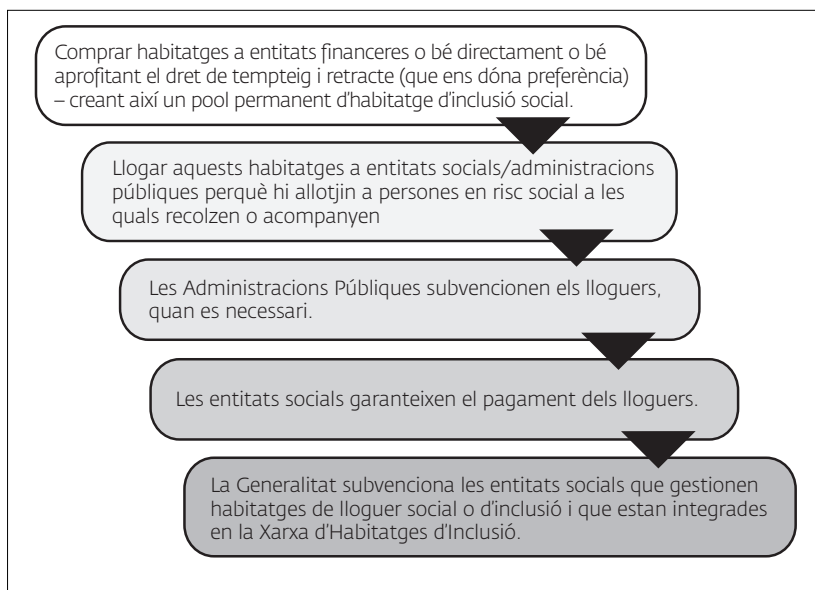 Comprar habitatges a entitats financeres o bé directament o bé
aprofitant el dret de tempteig i retracte (que ens dóna preferència)
– creant així un pool permanent d'habitatge d'inclusió social.
Llogar aquests habitatges a entitats socials/administracions
públiques perquè hi allotjin a persones en risc social a les
quals recolzen o acompanyen
Les Administracions Públiques subvencionen els lloguers,
quan es necessari.
Les entitats socials garanteixen el pagament dels lloguers.
La Generalitat subvenciona les entitats socials que gestionen
habitatges de lloguer social o d'inclusió i que estan integrades
en la Xarxa d'Habitatges d'Inclusió.